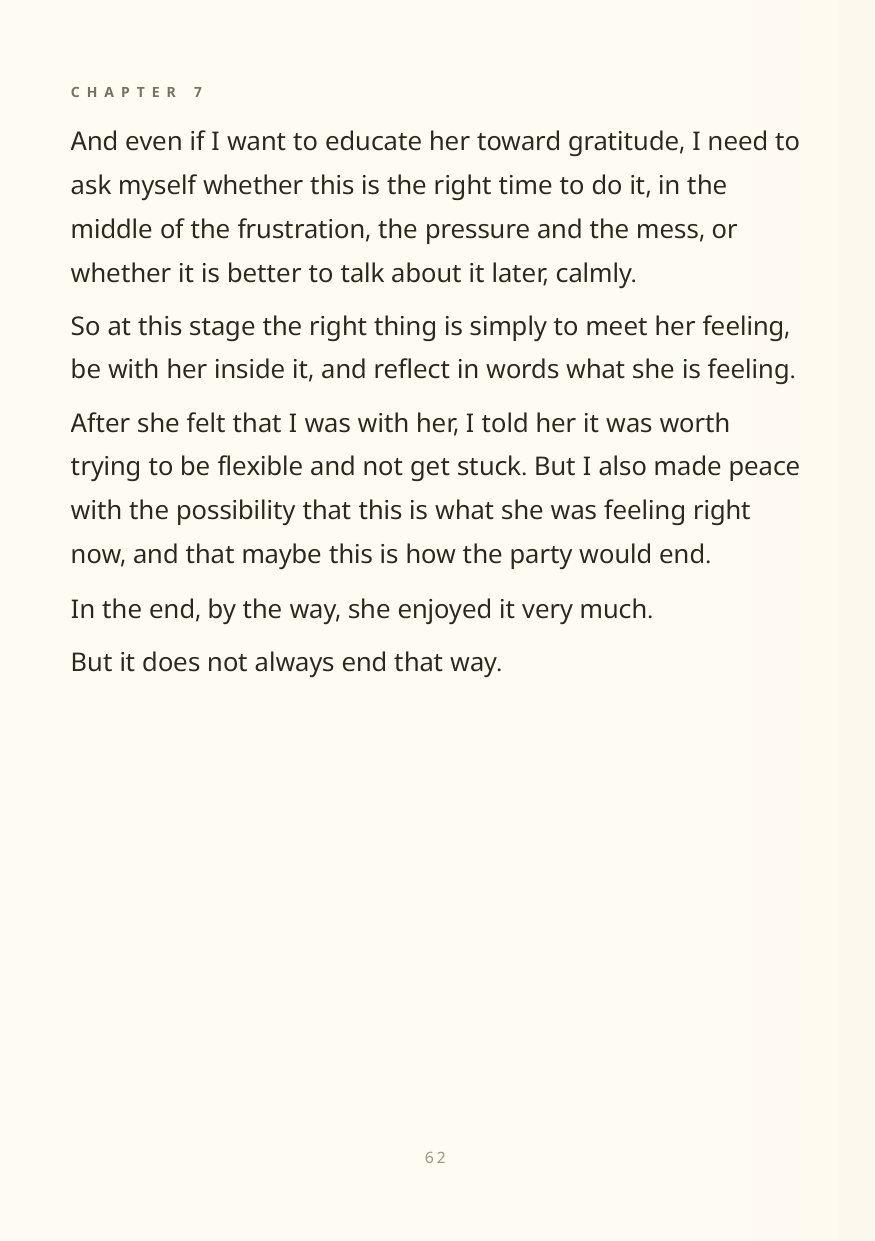 CHAPTER 7
And even if I want to educate her toward gratitude, I need to
ask myself whether this is the right time to do it, in the
middle of the frustration, the pressure and the mess, or
whether it is better to talk about it later, calmly.
So at this stage the right thing is simply to meet her feeling,
be with her inside it, and reflect in words what she is feeling.
After she felt that I was with her, I told her it was worth
trying to be flexible and not get stuck. But I also made peace
with the possibility that this is what she was feeling right
now, and that maybe this is how the party would end.
In the end, by the way, she enjoyed it very much.
But it does not always end that way.
62